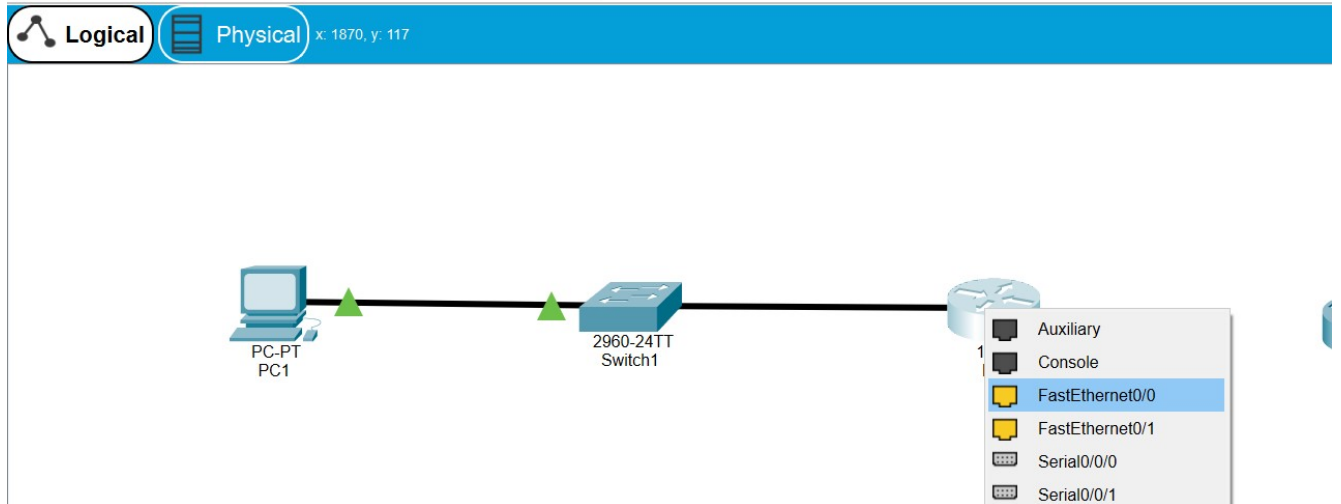 Logical Physical x: 1870, y: 117
PC-PT
PC1
2960-24TT
Switch1
1
Auxiliary
Console
FastEthernet0/0
FastEthernet0/1
Serial0/0/0
Serial0/0/1